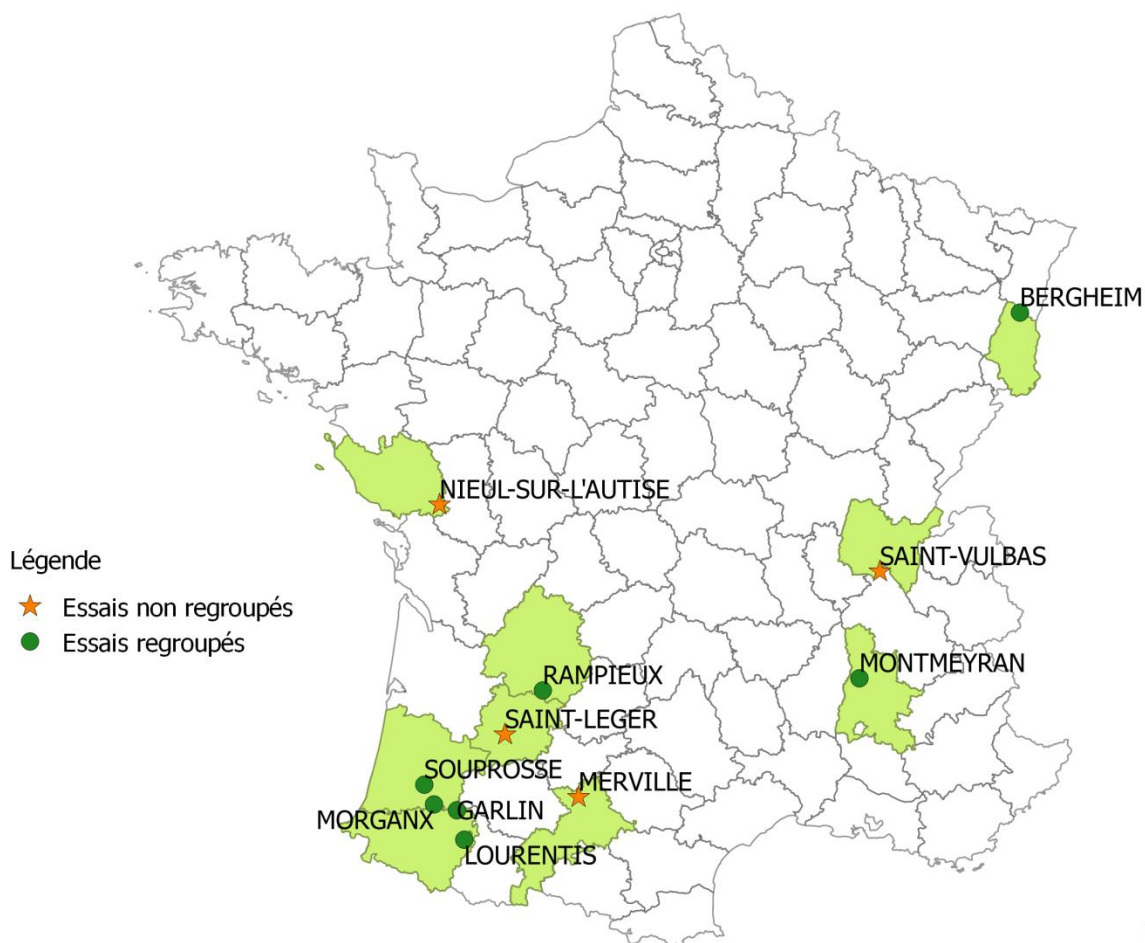 BERGHEIM
NIEUL-SUR-L'AUTISE
SAINT-VULBAS
Légende
Essais non regroupés
Essais regroupés
MONTMEYRAN
RAMPIEUX
SAINT-LEGER
SOUPROSSE
MERVILLE
MORGANX
GARLIN
LOURENTIS